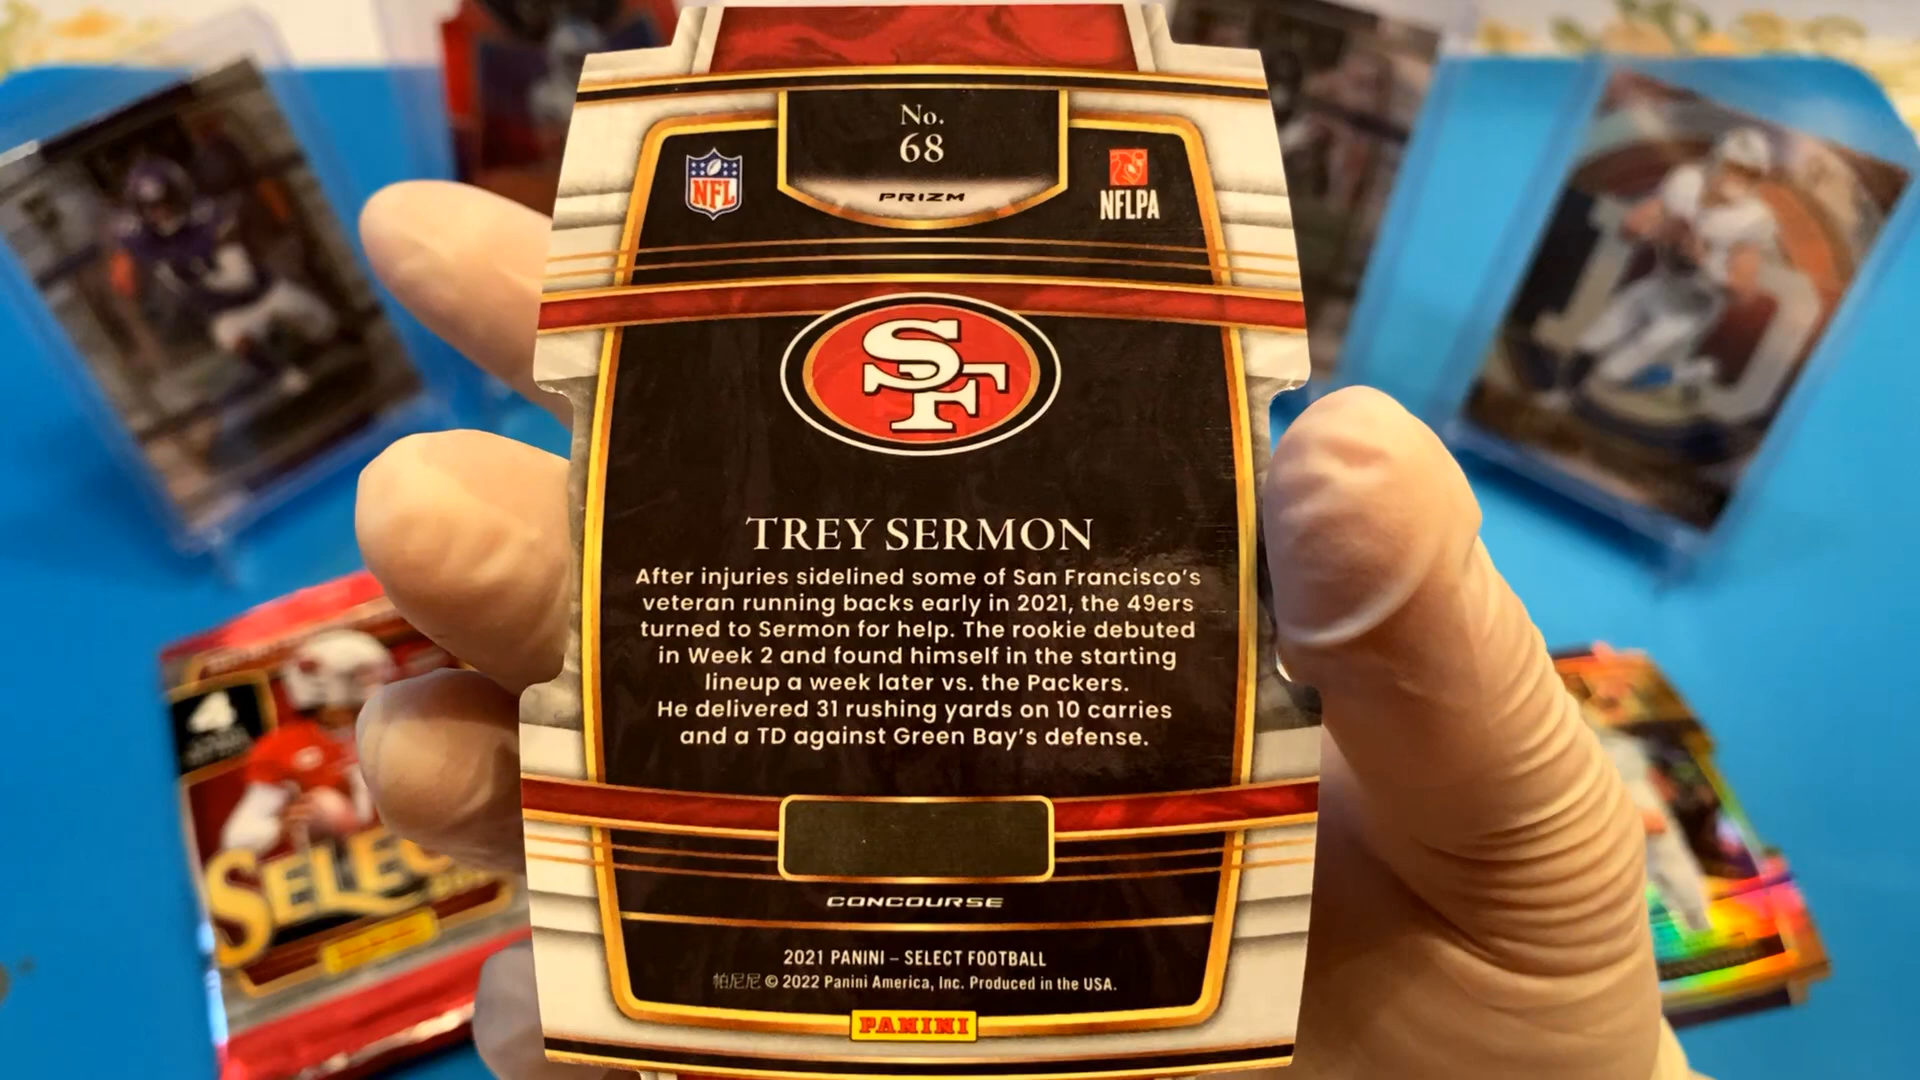 No.
68
PRIZM
NFL
NFLPA
SF
TREY SERMON
After injuries sidelined some of San Francisco's
veteran running backs early in 2021, the 49ers
turned to Sermon for help. The rookie debuted
in Week 2 and found himself in the starting
lineup a week later vs. the Packers.
He delivered 31 rushing yards on 10 carries
and a TD against Green Bay's defense.
CONCOURSE
2021 PANINI – SELECT FOOTBALL
帕尼尼 © 2022 Panini America, Inc. Produced in the USA.
PANINI
4
SELEC
10